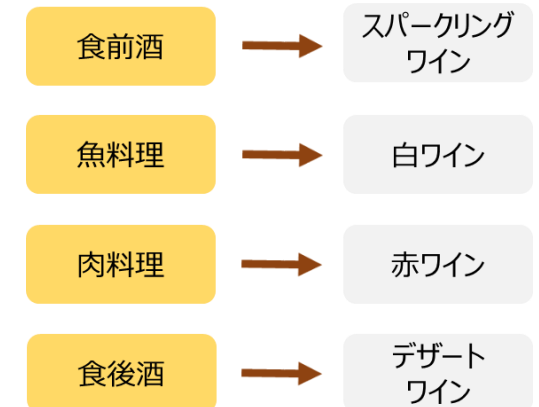 食前酒
スパークリング
ワイン
魚料理
白ワイン
肉料理
赤ワイン
食後酒
デザート
ワイン